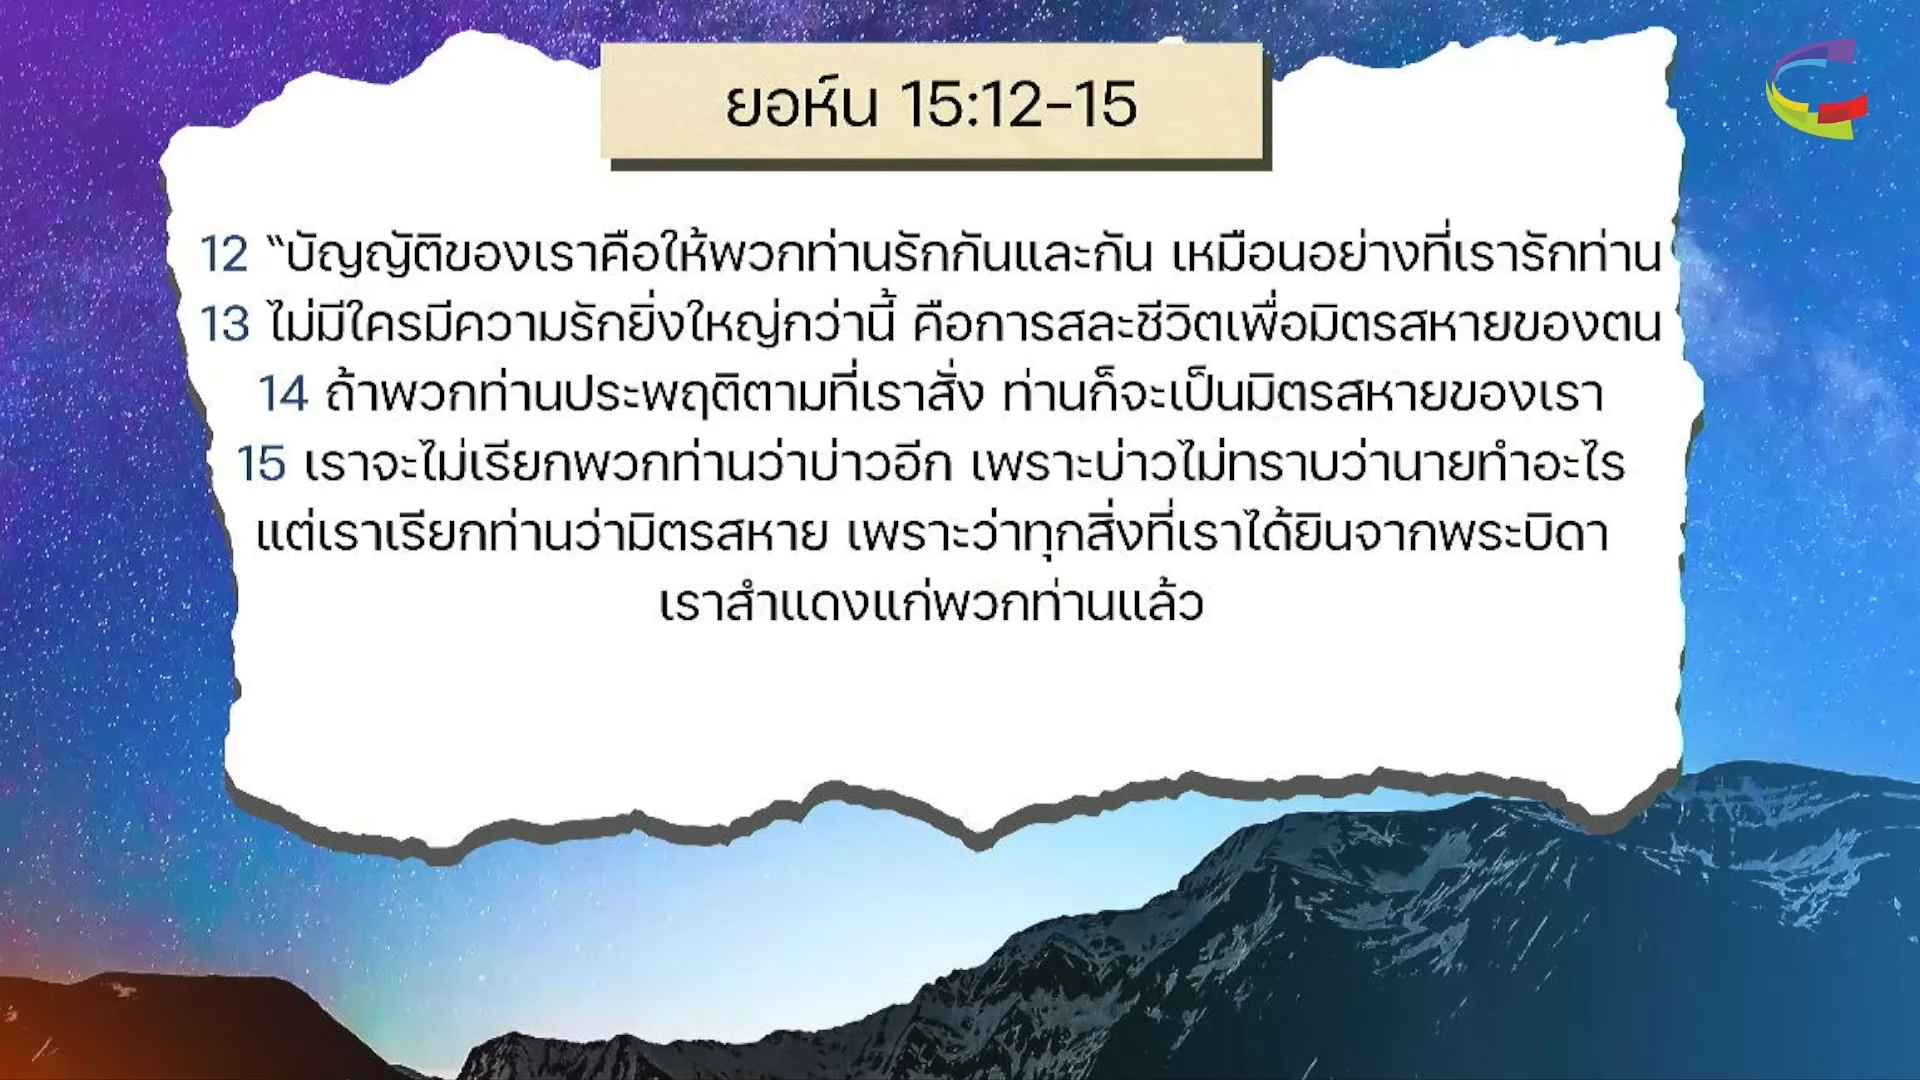 ยอห์น 15:12-15
12 “บัญญัติของเราคือให้พวกท่านรักกันและกัน เหมือนอย่างที่เรารักท่าน
13 ไม่มีใครมีความรักยิ่งใหญ่กว่านี้ คือการสละชีวิตเพื่อมิตรสหายของตน
14 ถ้าพวกท่านประพฤติตามที่เราสั่ง ท่านก็จะเป็นมิตรสหายของเรา
15 เราจะไม่เรียกพวกท่านว่าบ่าวอีก เพราะบ่าวไม่ทราบว่านายทำอะไร
แต่เราเรียกท่านว่ามิตรสหาย เพราะว่าทุกสิ่งที่เราได้ยินจากพระบิดา
เราสำแดงแก่พวกท่านแล้ว